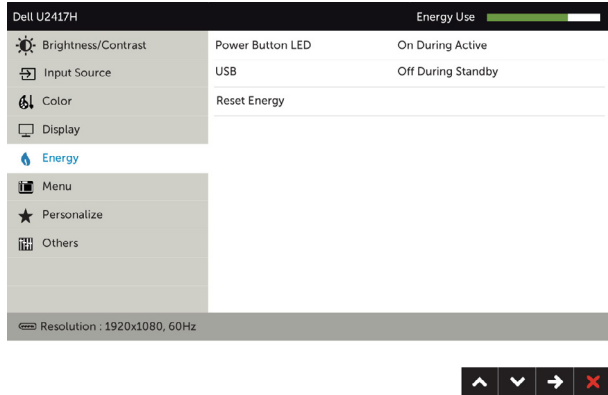 Dell U2417H Energy Use
Brightness/Contrast Power Button LED On During Active
Input Source USB Off During Standby
Color Reset Energy
Display
Energy
Menu
Personalize
Others
Resolution : 1920x1080, 60Hz